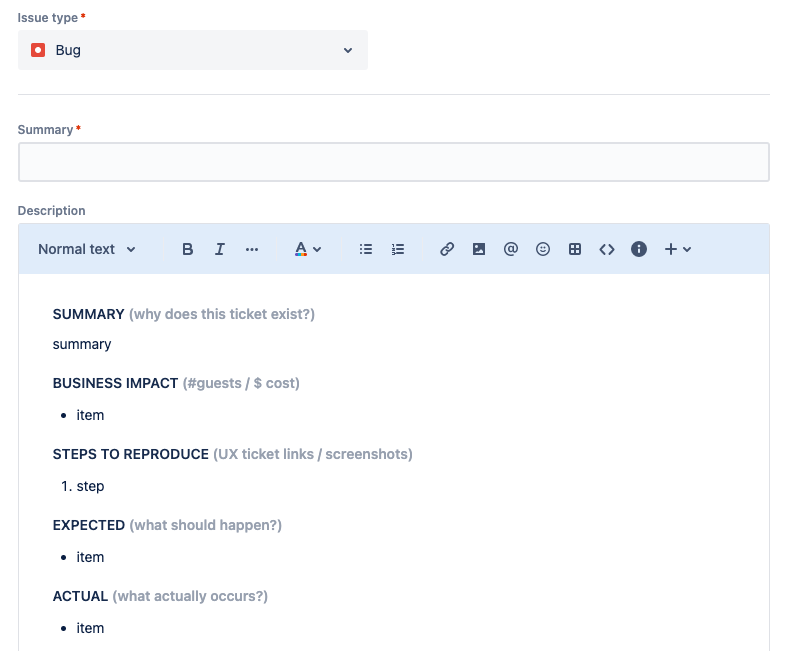 Issue type *
Bug
Summary *
Description
Normal text B I ... A @ <> i +
SUMMARY (why does this ticket exist?)
summary
BUSINESS IMPACT (#guests / $ cost)
• item
STEPS TO REPRODUCE (UX ticket links / screenshots)
1. step
EXPECTED (what should happen?)
• item
ACTUAL (what actually occurs?)
• item